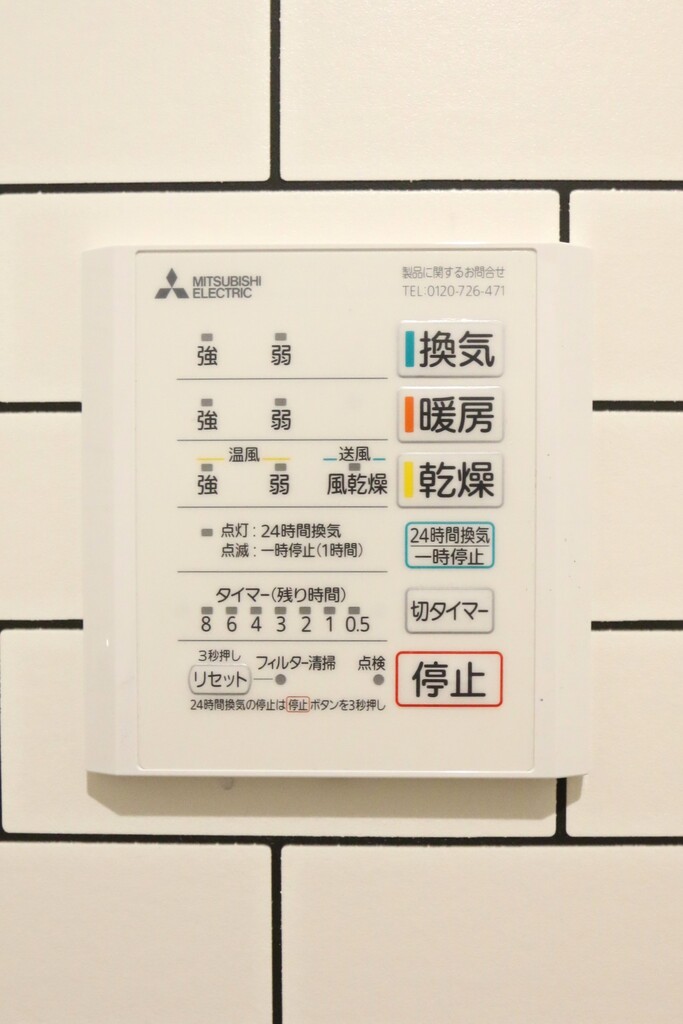 MITSUBISHI
ELECTRIC
製品に関するお問合せ
TEL:0120-726-471
強 弱 換気
強 弱 暖房
温風 送風
強 弱 風乾燥 乾燥
点灯:24時間換気
点滅:一時停止(1時間)
24時間換気
一時停止
タイマー(残り時間)
8 6 4 3 2 1 0.5
切タイマー
3秒押し
リセット フィルター清掃 点検
停止
24時間換気の停止は停止ボタンを3秒押し